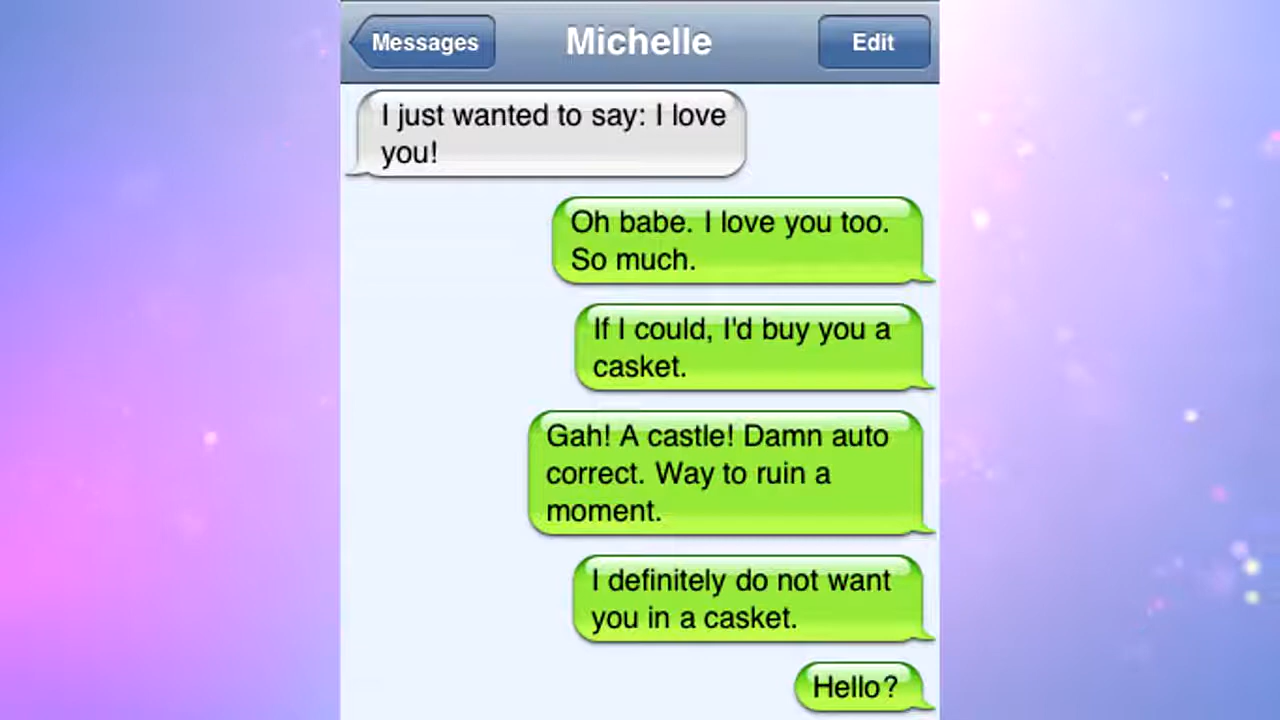 Messages
Michelle
Edit
I just wanted to say: I love
you!
Oh babe. I love you too.
So much.
If I could, I'd buy you a
casket.
Gah! A castle! Damn auto
correct. Way to ruin a
moment.
I definitely do not want
you in a casket.
Hello?